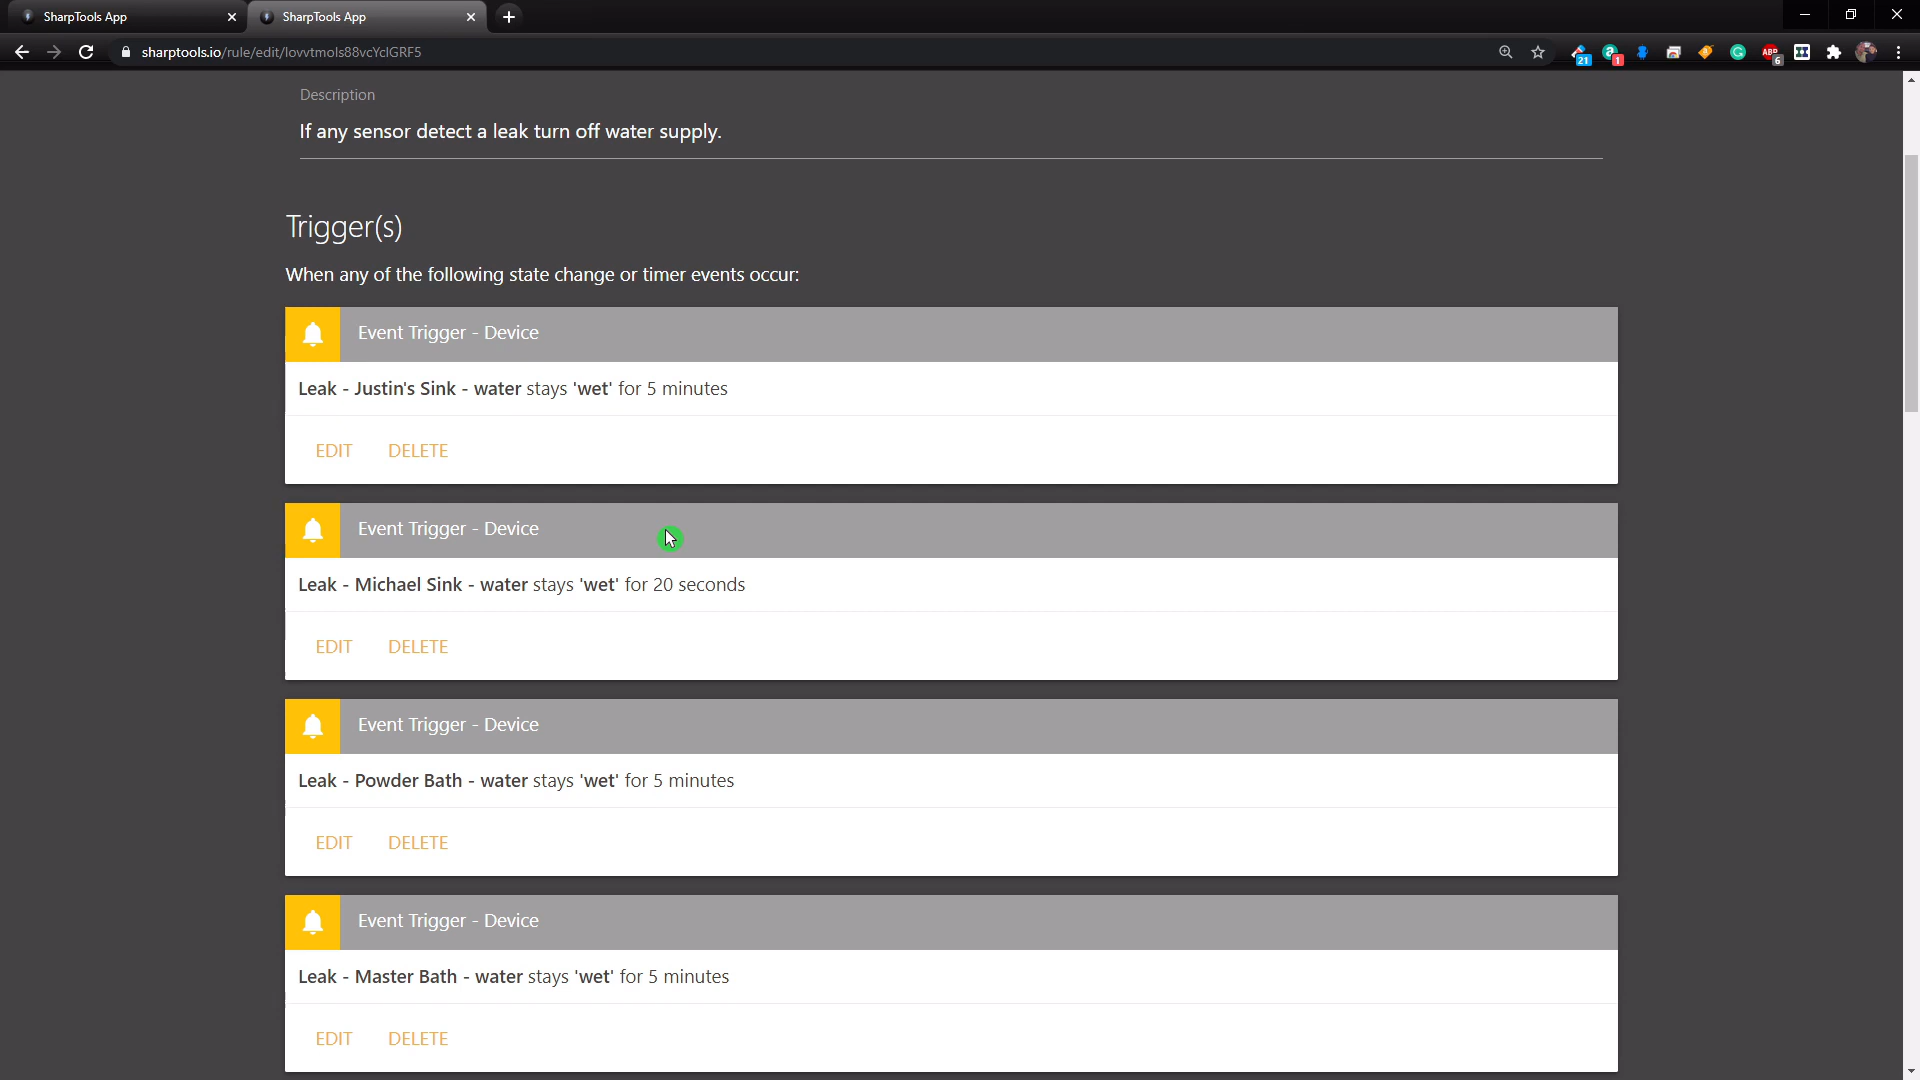 SharpTools App
SharpTools App
sharptools.io/rule/edit/lovvtmols88vcYclGRF5
21
1
ABP
6
Description
If any sensor detect a leak turn off water supply.
Trigger(s)
When any of the following state change or timer events occur:
Event Trigger - Device
Leak - Justin's Sink - water stays 'wet' for 5 minutes
EDIT DELETE
Event Trigger - Device
Leak - Michael Sink - water stays 'wet' for 20 seconds
EDIT DELETE
Event Trigger - Device
Leak - Powder Bath - water stays 'wet' for 5 minutes
EDIT DELETE
Event Trigger - Device
Leak - Master Bath - water stays 'wet' for 5 minutes
EDIT DELETE